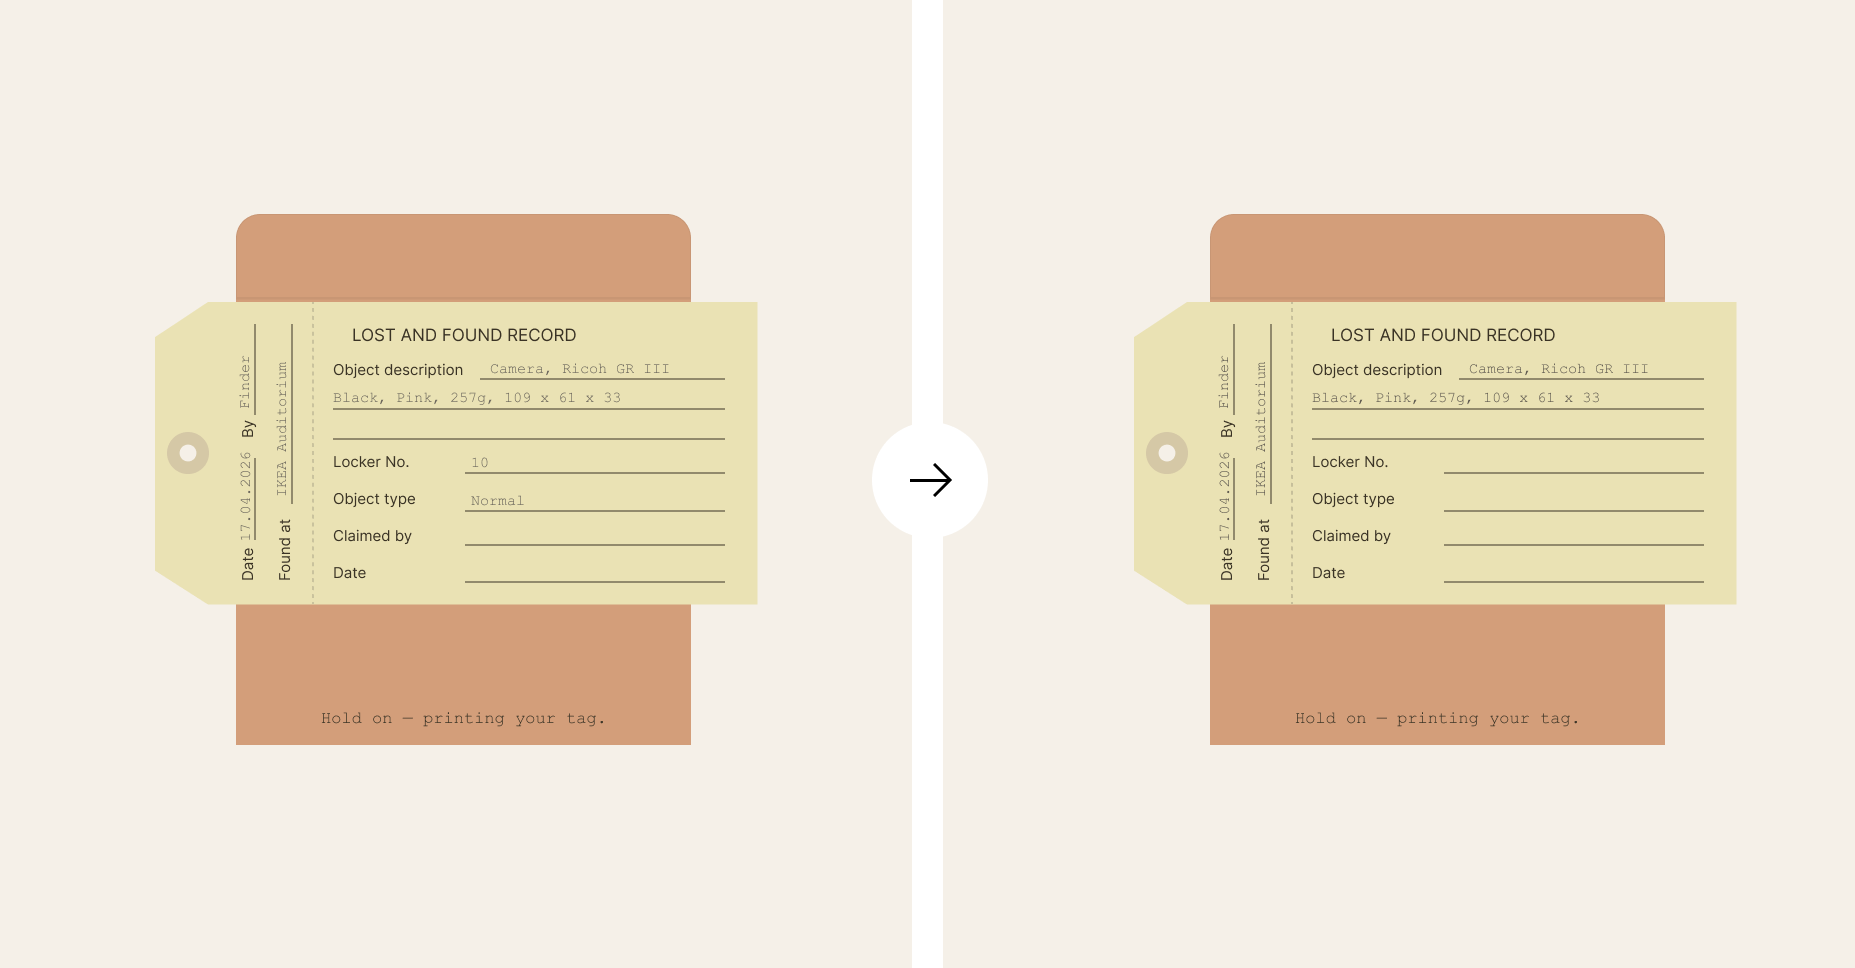 LOST AND FOUND RECORD
Object description Camera, Ricoh GR III
Black, Pink, 257g, 109 x 61 x 33
Locker No. 10
Object type Normal
Claimed by
Date
Date 17.04.2026 By Finder
Found at IKEA Auditorium
Hold on — printing your tag.
LOST AND FOUND RECORD
Object description Camera, Ricoh GR III
Black, Pink, 257g, 109 x 61 x 33
Locker No.
Object type
Claimed by
Date
Date 17.04.2026 By Finder
Found at IKEA Auditorium
Hold on — printing your tag.